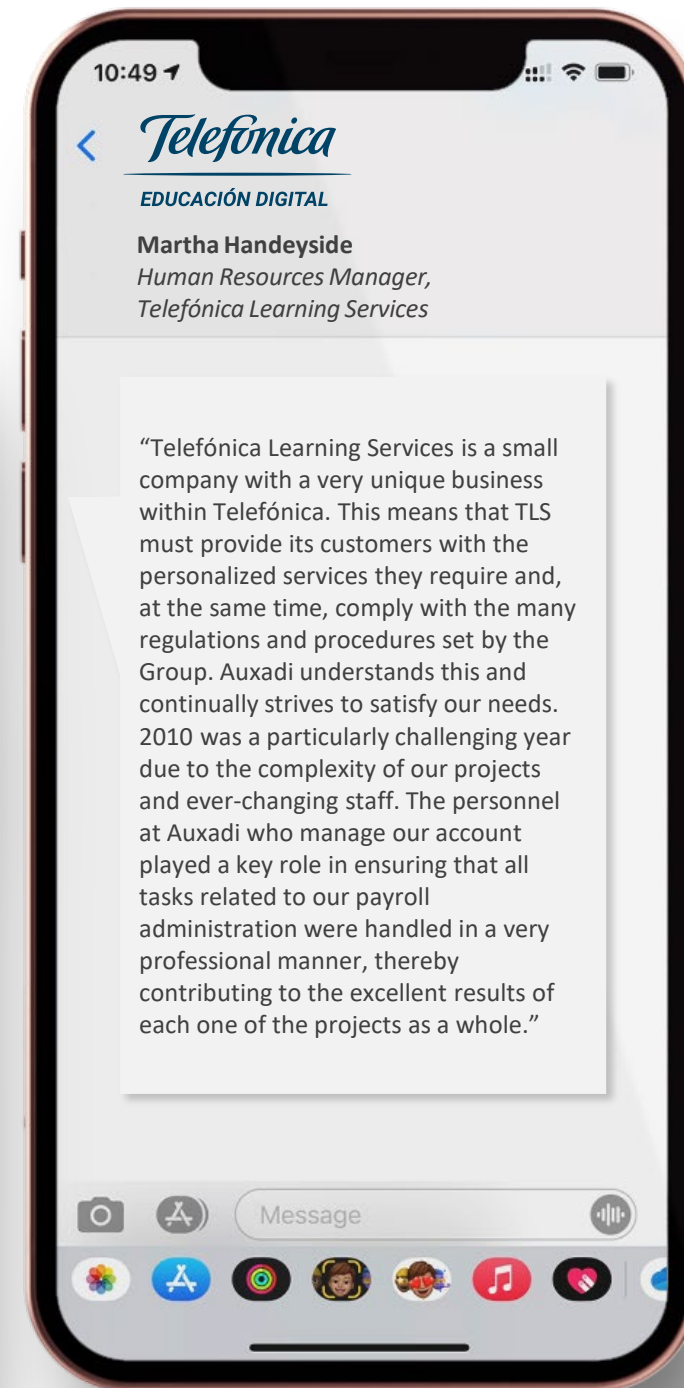 10:49
Telefónica
EDUCACIÓN DIGITAL
Martha Handeyside
Human Resources Manager,
Telefónica Learning Services
“Telefónica Learning Services is a small
company with a very unique business
within Telefónica. This means that TLS
must provide its customers with the
personalized services they require and,
at the same time, comply with the many
regulations and procedures set by the
Group. Auxadi understands this and
continually strives to satisfy our needs.
2010 was a particularly challenging year
due to the complexity of our projects
and ever-changing staff. The personnel
at Auxadi who manage our account
played a key role in ensuring that all
tasks related to our payroll
administration were handled in a very
professional manner, thereby
contributing to the excellent results of
each one of the projects as a whole.”
Message